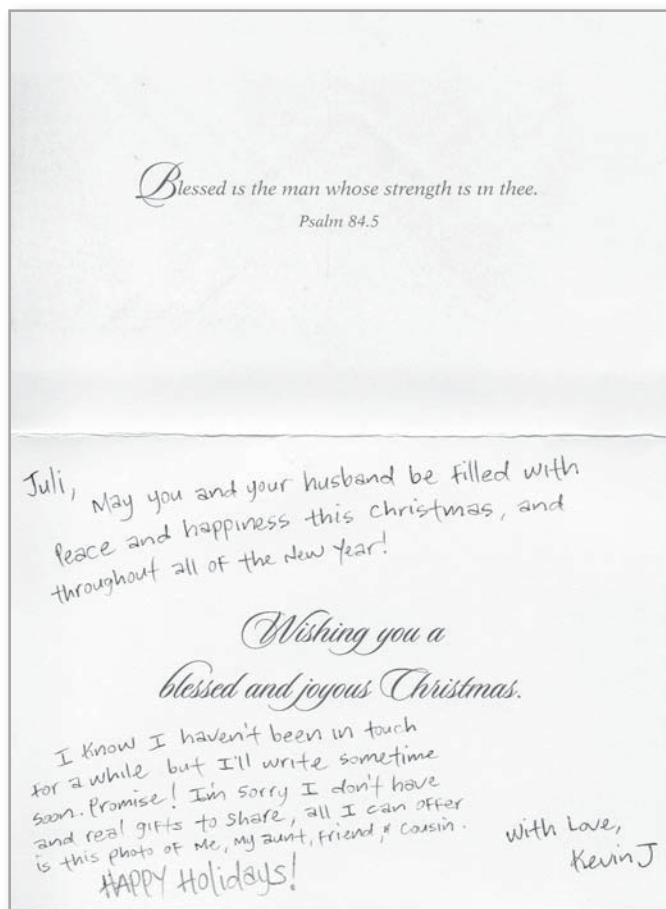 Blessed is the man whose strength is in thee.
Psalm 84.5
Juli, May you and your husband be filled with
Peace and happiness this Christmas, and
throughout all of the New Year!
Wishing you a
blessed and joyous Christmas.
I know I haven't been in touch
for a while but I'll write sometime
soon. Promise! I'm sorry I don't have
and real gifts to share, all I can offer
is this photo of Me, My aunt, Friend, & Cousin.
HAPPY Holidays!
With Love,
Kevin J